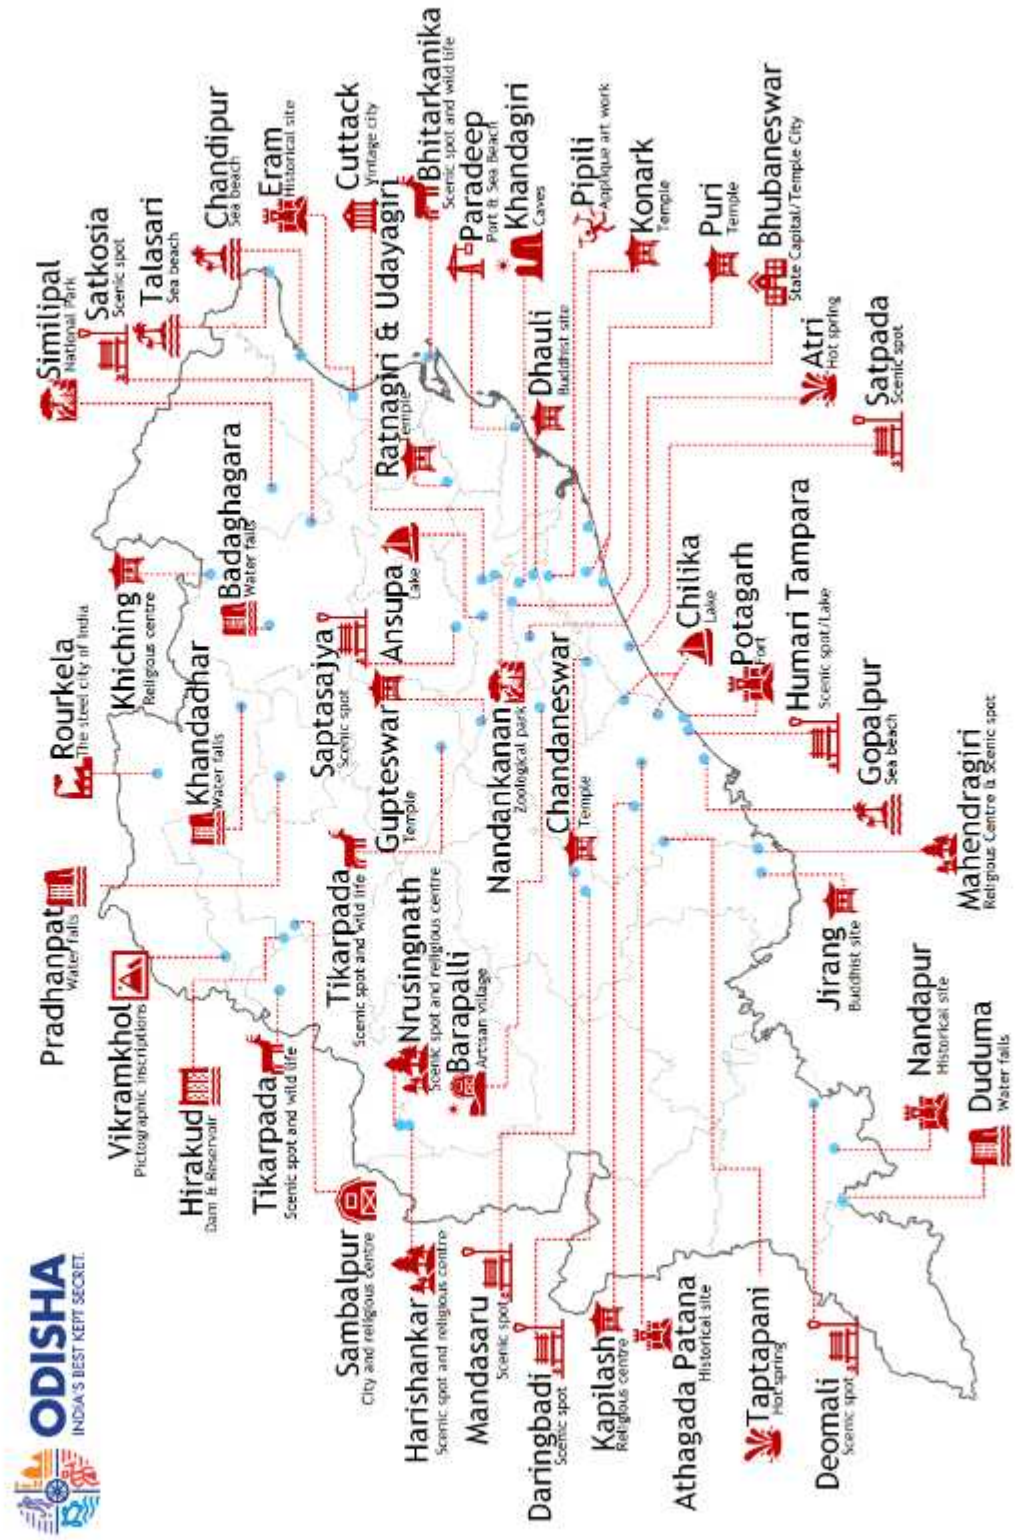 ODISHA
INDIA'S BEST KEPT SECRET.
Pradhanpat
Water falls
Rourkela
The steel city of India
Similipal
National Park
Satkosia
Scenic spot
Talasari
Sea beach
Chandipur
Sea beach
Eram
Historical site
Cuttack
Vintage city
Bhitarkanika
Scenic spot and wild life
Paradeep
Port & Sea Beach
Khandagiri
Caves
Pipili
Applique art work
Konark
Temple
Puri
Temple
Bhubaneswar
State Capital/Temple City
Vikramkhol
Pictographic inscriptions
Khiching
Religious centre
Khandadhar
Water falls
Badaghagara
Water falls
Hirakud
Dam & Reservoir
Tikarpada
Scenic spot and wild life
Saptasajya
Scenic spot
Ratnagiri & Udayagiri
Temple
Ansupa
Lake
Sambalpur
City and religious centre
Tikarpada
Scenic spot and wild life
Gupteswar
Temple
Dhauli
Buddhist site
Harishankar
Scenic spot and religious centre
Nrusingnath
Scenic spot and religious centre
Barapalli
Artisan village
Nandankanan
Zoological park
Chandaneswar
Temple
Mandasaru
Scenic spot
Daringbadi
Scenic spot
Kapilash
Religious centre
Athagada Patana
Historical site
Taptapani
Hot spring
Deomali
Scenic spot
Chilika
Lake
Potagarh
Fort
Humari Tampara
Scenic spot/Lake
Atri
Hot spring
Satpada
Scenic spot
Gopalpur
Sea beach
Mahendragiri
Religious Centre & Scenic spot
Jirang
Buddhist site
Nandapur
Historical site
Duduma
Water falls